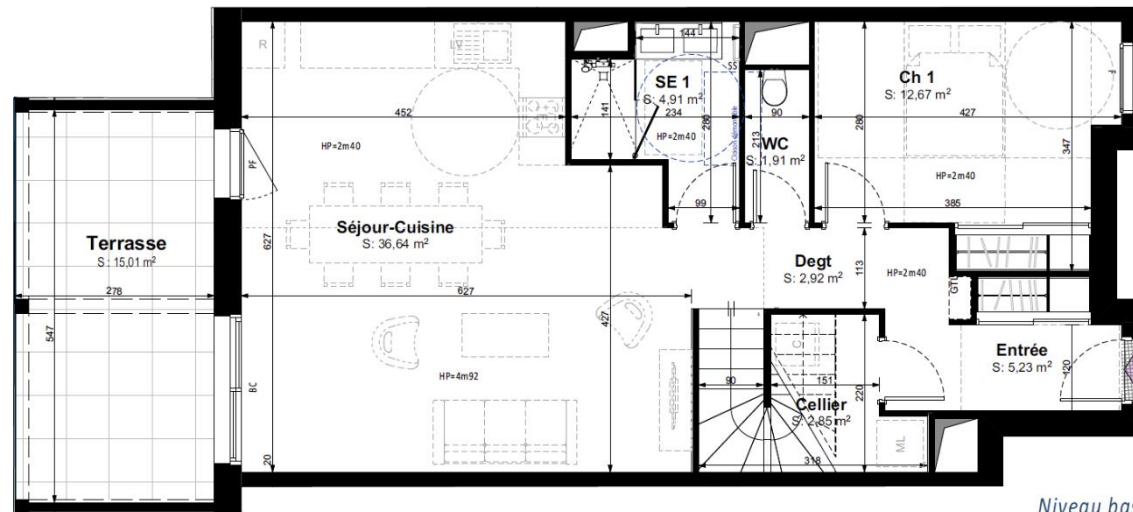 R
LV
144
SS
SE 1
S: 4,91 m²
234
HP=2m40
280
141
99
452
HP=2m40
PF
90
213
WC
S: 1,91 m²
Ch 1
S: 12,67 m²
280
427
347
HP=2m40
385
Terrasse
S : 15,01 m²
278
547
Séjour-Cuisine
S: 36,64 m²
627
627
427
HP=4m92
BC
20
Degt
S: 2,92 m²
113
HP=2m40
GTL
Entrée
S: 5,23 m²
120
C
90
151
Cellier
S: 2,85 m²
220
ML
318
Niveau bas